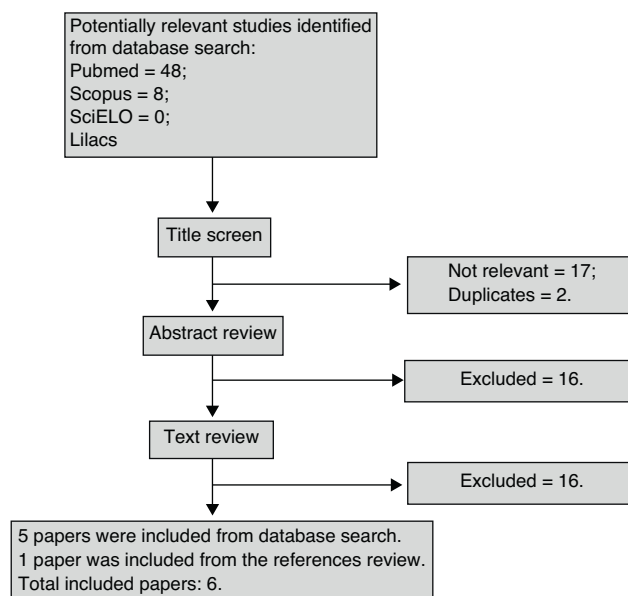 Potentially relevant studies identified
from database search:
Pubmed = 48;
Scopus = 8;
SciELO = 0;
Lilacs
Title screen
Not relevant = 17;
Duplicates = 2.
Abstract review
Excluded = 16.
Text review
Excluded = 16.
5 papers were included from database search.
1 paper was included from the references review.
Total included papers: 6.